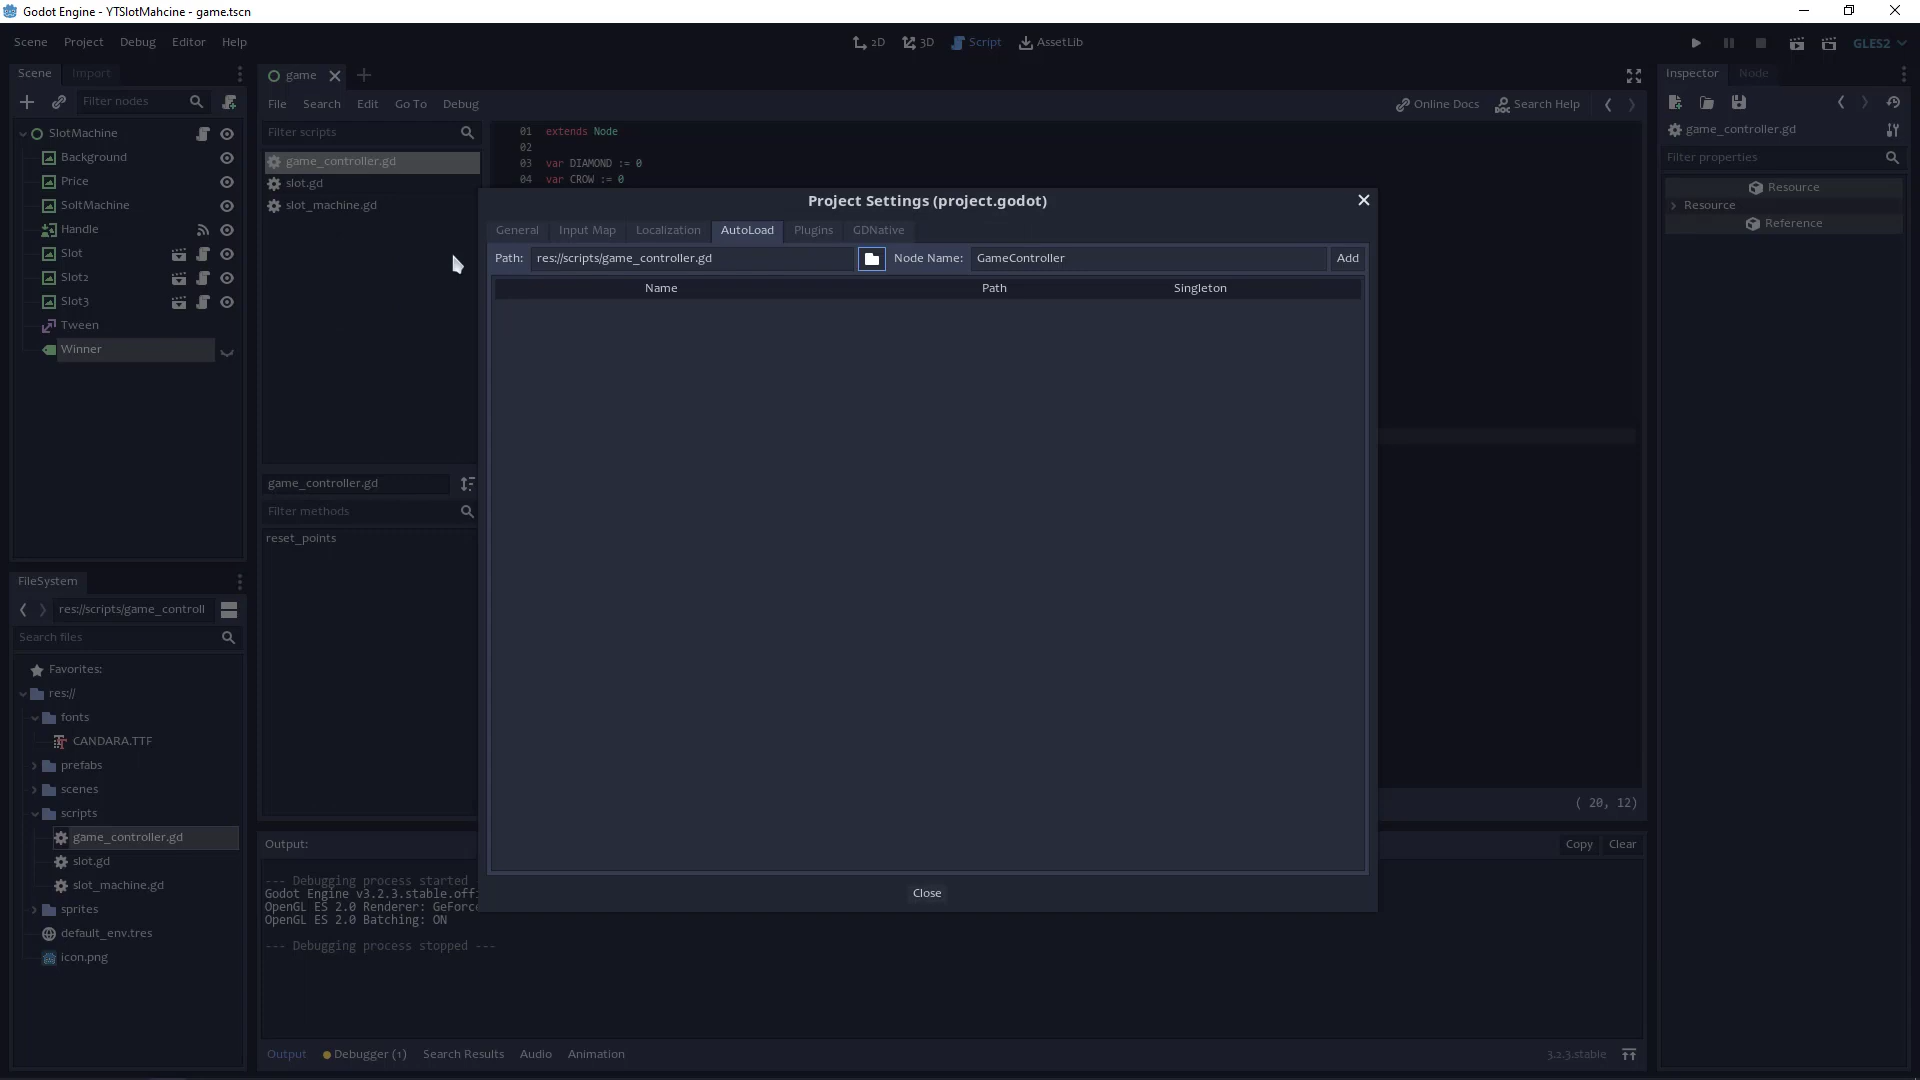 Godot Engine - YTSlotMahcine - game.tscn
Scene Project Debug Editor Help
2D 3D Script AssetLib
GLES2
Scene Import
game
Inspector Node
Filter nodes
File Search Edit Go To Debug
Online Docs Search Help
Filter scripts
game_controller.gd
slot.gd
slot_machine.gd
01 extends Node
02
03 var DIAMOND := 0
04 var CROW := 0
game_controller.gd
Filter properties
Resource
Resource
Reference
SlotMachine
Background
Price
SoltMachine
Handle
Slot
Slot2
Slot3
Tween
Winner
Project Settings (project.godot)
General Input Map Localization AutoLoad Plugins GDNative
Path: res://scripts/game_controller.gd Node Name: GameController Add
Name Path Singleton
Close
game_controller.gd
Filter methods
reset_points
( 20, 12)
FileSystem
res://scripts/game_controll
Search files
Favorites:
res://
fonts
CANDARA.TTF
prefabs
scenes
scripts
game_controller.gd
slot.gd
slot_machine.gd
sprites
default_env.tres
icon.png
Output:
Copy Clear
--- Debugging process started
Godot Engine v3.2.3.stable.offi
OpenGL ES 2.0 Renderer: GeForce
OpenGL ES 2.0 Batching: ON
--- Debugging process stopped ---
Output Debugger (1) Search Results Audio Animation
3.2.3.stable